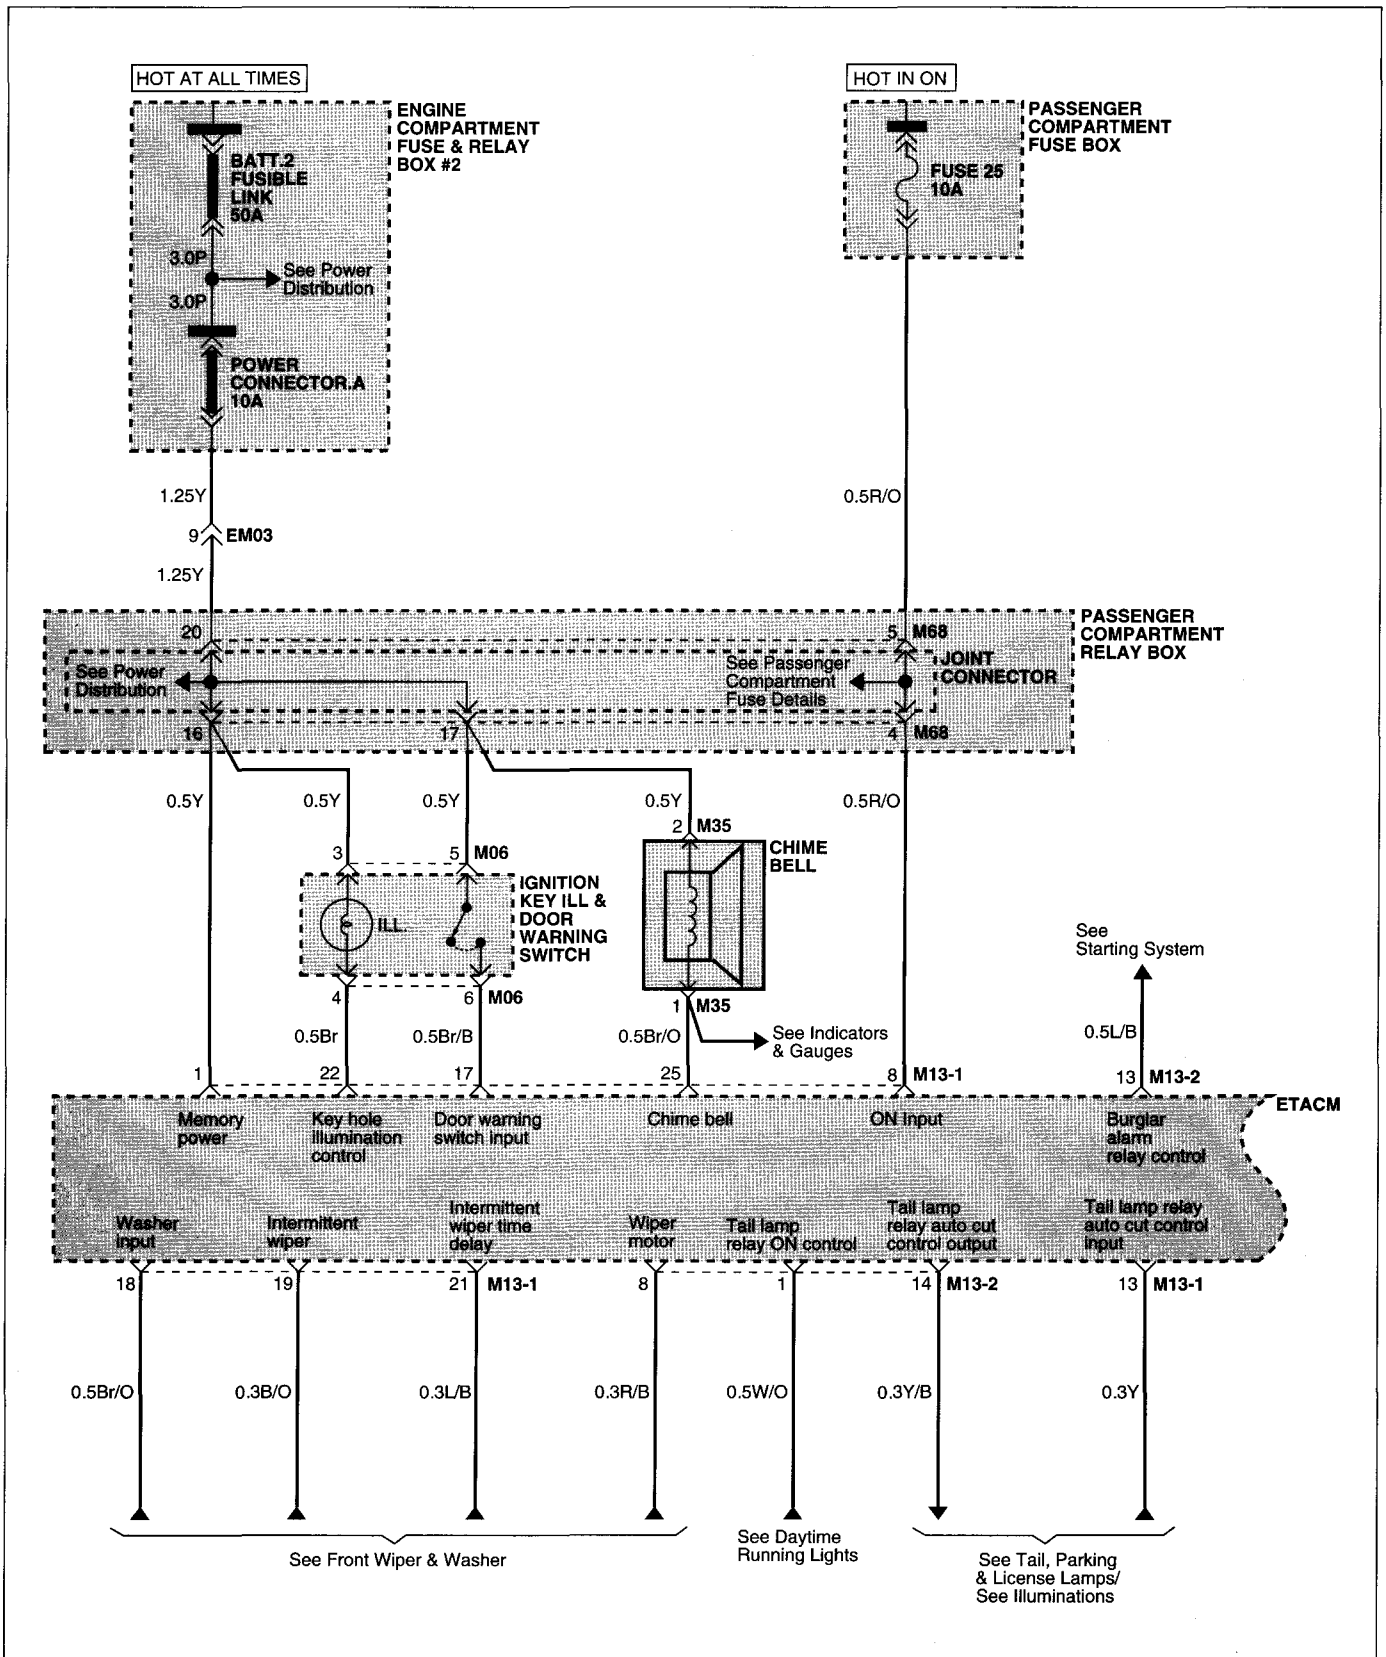 HOT AT ALL TIMES
HOT IN ON
ENGINE
COMPARTMENT
FUSE & RELAY
BOX #2
PASSENGER
COMPARTMENT
FUSE BOX
BATT.2
FUSIBLE
LINK
50A
FUSE 25
10A
3.0P
See Power
Distribution
3.0P
POWER
CONNECTOR.A
10A
1.25Y
0.5R/O
9 EM03
1.25Y
PASSENGER
COMPARTMENT
RELAY BOX
20
5 M68
See Power
Distribution
See Passenger
Compartment
Fuse Details
JOINT
CONNECTOR
16
17
4 M68
0.5Y
0.5Y
0.5Y
0.5Y
0.5R/O
2 M35
CHIME
BELL
3
5 M06
IGNITION
KEY ILL &
DOOR
WARNING
SWITCH
ILL.
See
Starting System
4
6 M06
1 M35
0.5Br
0.5Br/B
0.5Br/O
See Indicators
& Gauges
0.5L/B
1
22
17
25
8 M13-1
13 M13-2
ETACM
Memory
power
Key hole
illumination
control
Door warning
switch input
Chime bell
ON Input
Burglar
alarm
relay control
Washer
input
Intermittent
wiper
Intermittent
wiper time
delay
Wiper
motor
Tail lamp
relay ON control
Tail lamp
relay auto cut
control output
Tail lamp relay
auto cut control
input
18
19
21 M13-1
8
1
14 M13-2
13 M13-1
0.5Br/O
0.3B/O
0.3L/B
0.3R/B
0.5W/O
0.3Y/B
0.3Y
See Front Wiper & Washer
See Daytime
Running Lights
See Tail, Parking
& License Lamps/
See Illuminations